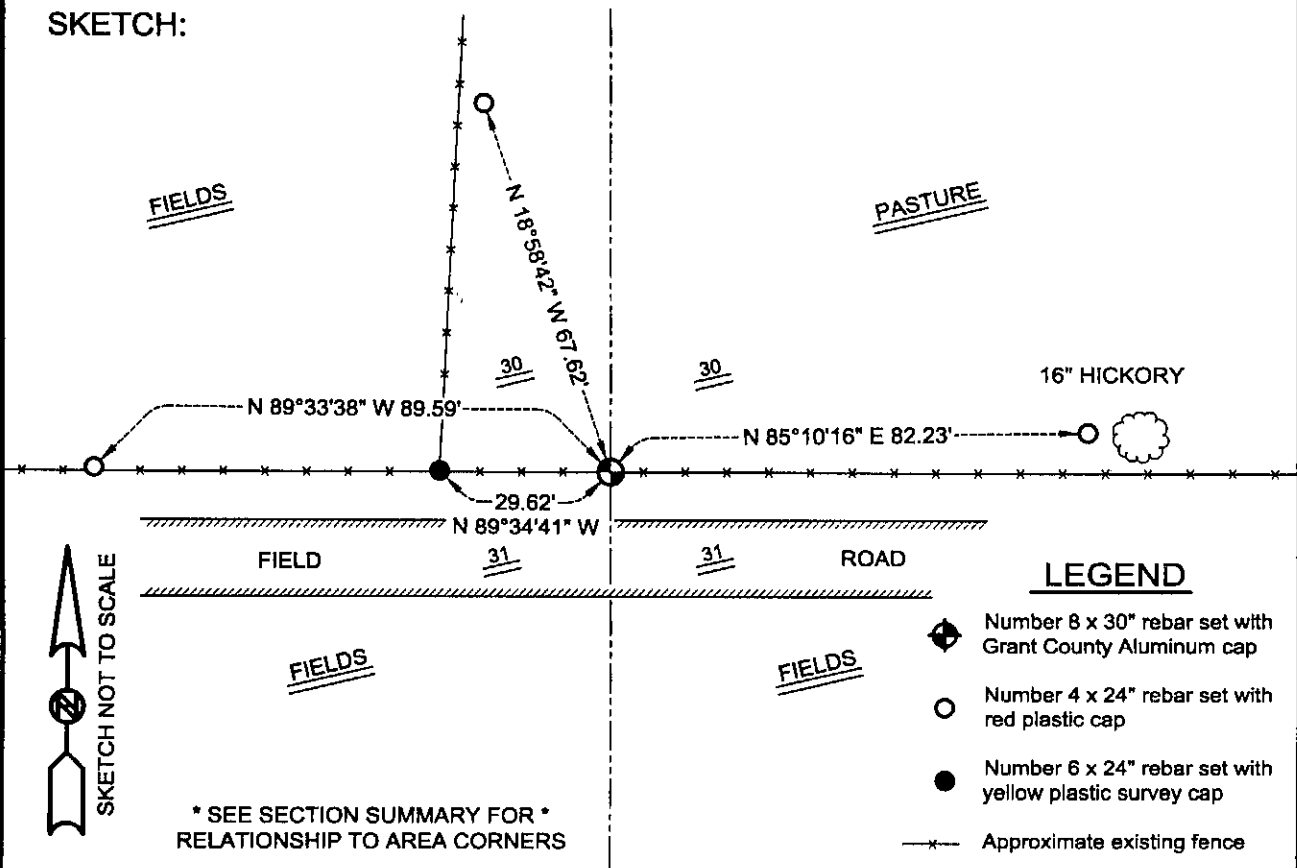 SKETCH:
FIELDS
PASTURE
N 18°58'42" W 67.62'
30
30
16" HICKORY
N 89°33'38" W 89.59'
N 85°10'16" E 82.23'
29.62'
N 89°34'41" W
FIELD
31
31
ROAD
LEGEND
Number 8 x 30" rebar set with
Grant County Aluminum cap
Number 4 x 24" rebar set with
red plastic cap
Number 6 x 24" rebar set with
yellow plastic survey cap
Approximate existing fence
FIELDS
FIELDS
N
SKETCH NOT TO SCALE
* SEE SECTION SUMMARY FOR *
RELATIONSHIP TO AREA CORNERS